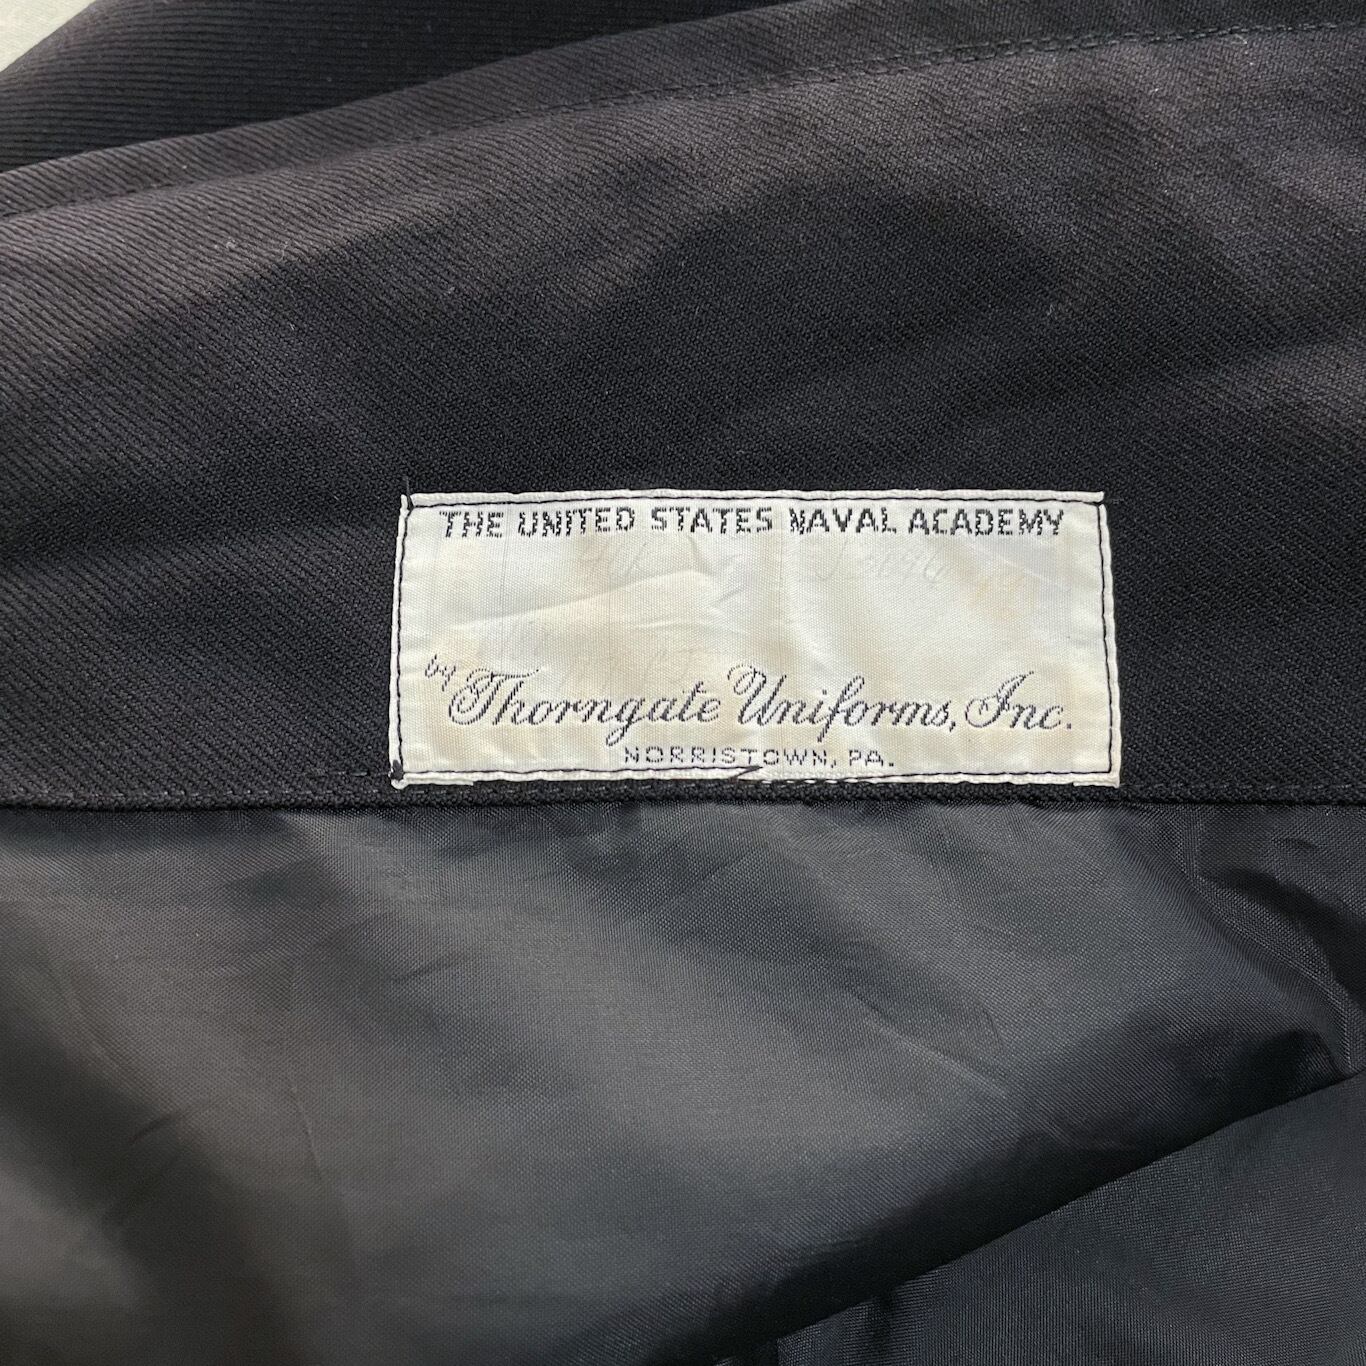 THE UNITED STATES NAVAL ACADEMY
by Thorngate Uniforms, Inc.
NORRISTOWN, PA.